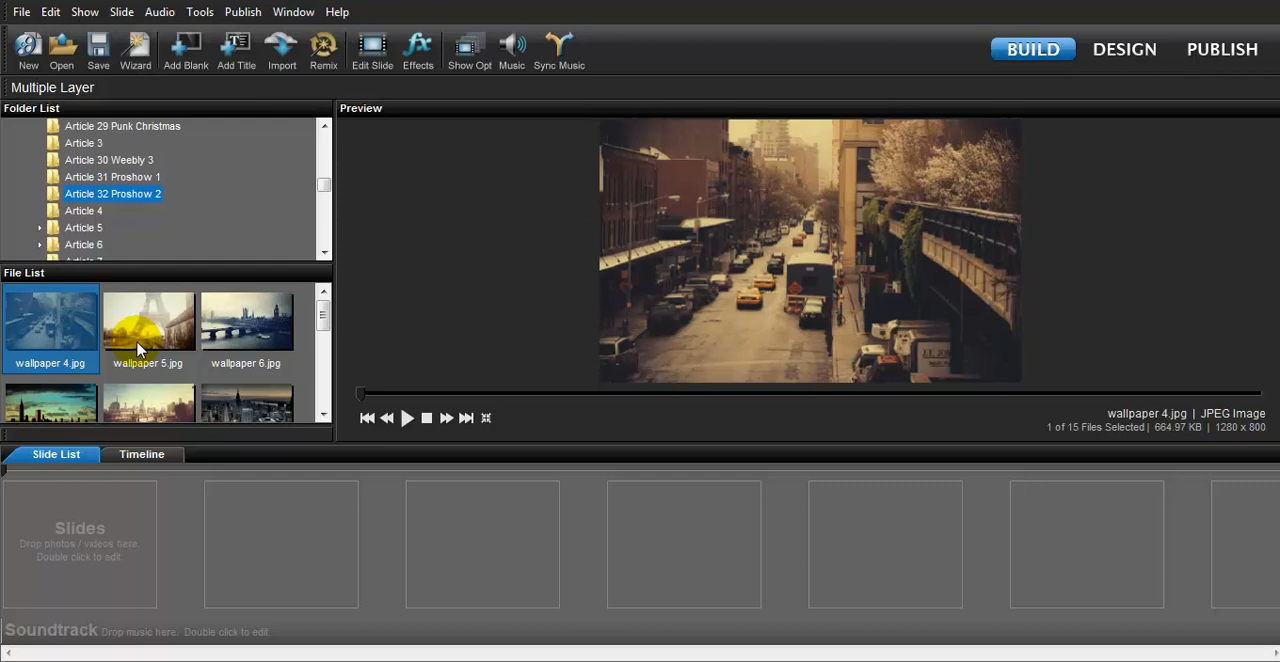 File Edit Show Slide Audio Tools Publish Window Help
New Open Save Wizard Add Blank Add Title Import Remix Edit Slide Effects Show Opt Music Sync Music
BUILD DESIGN PUBLISH
Multiple Layer
Folder List
Article 29 Punk Christmas
Article 3
Article 30 Weebly 3
Article 31 Proshow 1
Article 32 Proshow 2
Article 4
Article 5
Article 6
File List
wallpaper 4.jpg wallpaper 5.jpg wallpaper 6.jpg
Preview
wallpaper 4.jpg | JPEG Image
1 of 15 Files Selected | 664.97 KB | 1280 x 800
Slide List Timeline
Slides
Drop photos / videos here.
Double click to edit.
Soundtrack Drop music here. Double click to edit.